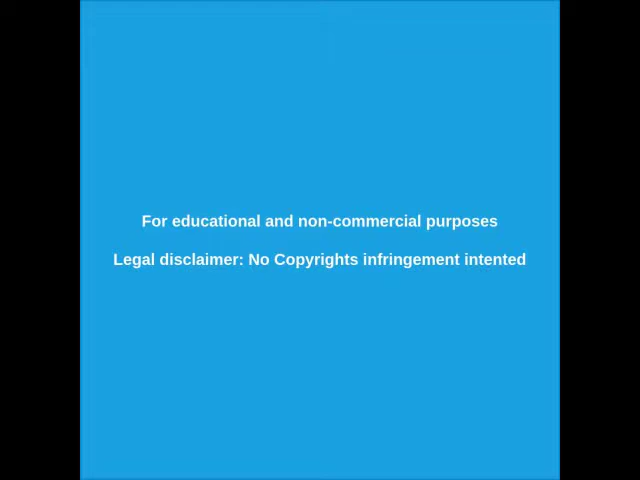 For educational and non-commercial purposes
Legal disclaimer: No Copyrights infringement intented